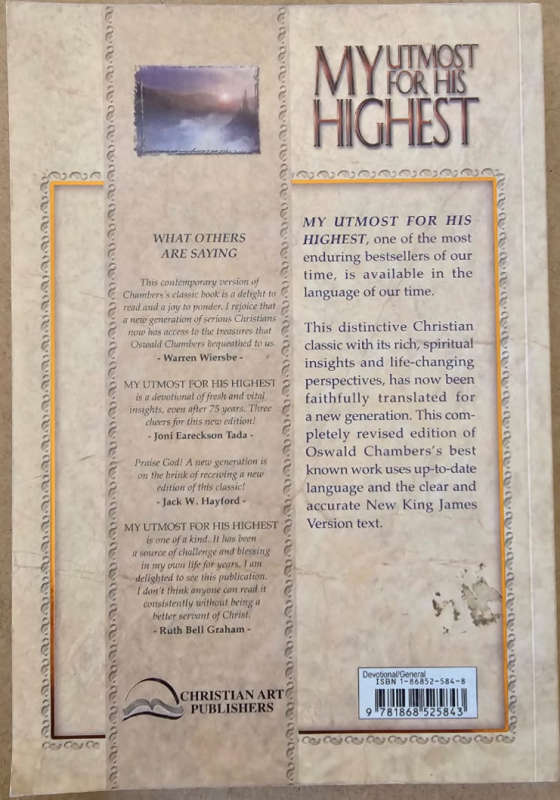 MY UTMOST
FOR HIS
HIGHEST
WHAT OTHERS
ARE SAYING
This contemporary version of
Chambers's classic book is a delight to
read and a joy to ponder. I rejoice that
a new generation of serious Christians
now has access to the treasures that
Oswald Chambers bequeathed to us.
- Warren Wiersbe -
MY UTMOST FOR HIS HIGHEST
is a devotional of fresh and vital
insights, even after 75 years. Three
cheers for this new edition!
- Joni Eareckson Tada -
Praise God! A new generation is
on the brink of receiving a new
edition of this classic!
- Jack W. Hayford -
MY UTMOST FOR HIS HIGHEST
is one of a kind. It has been
a source of challenge and blessing
in my own life for years. I am
delighted to see this publication.
I don't think anyone can read it
consistently without being a
better servant of Christ.
- Ruth Bell Graham -
CHRISTIAN ART
PUBLISHERS
MY UTMOST FOR HIS
HIGHEST, one of the most
enduring bestsellers of our
time, is available in the
language of our time.
This distinctive Christian
classic with its rich, spiritual
insights and life-changing
perspectives, has now been
faithfully translated for
a new generation. This com-
pletely revised edition of
Oswald Chambers's best
known work uses up-to-date
language and the clear and
accurate New King James
Version text.
Devotional/General
ISBN 1-86852-584-8
9 781868 525843